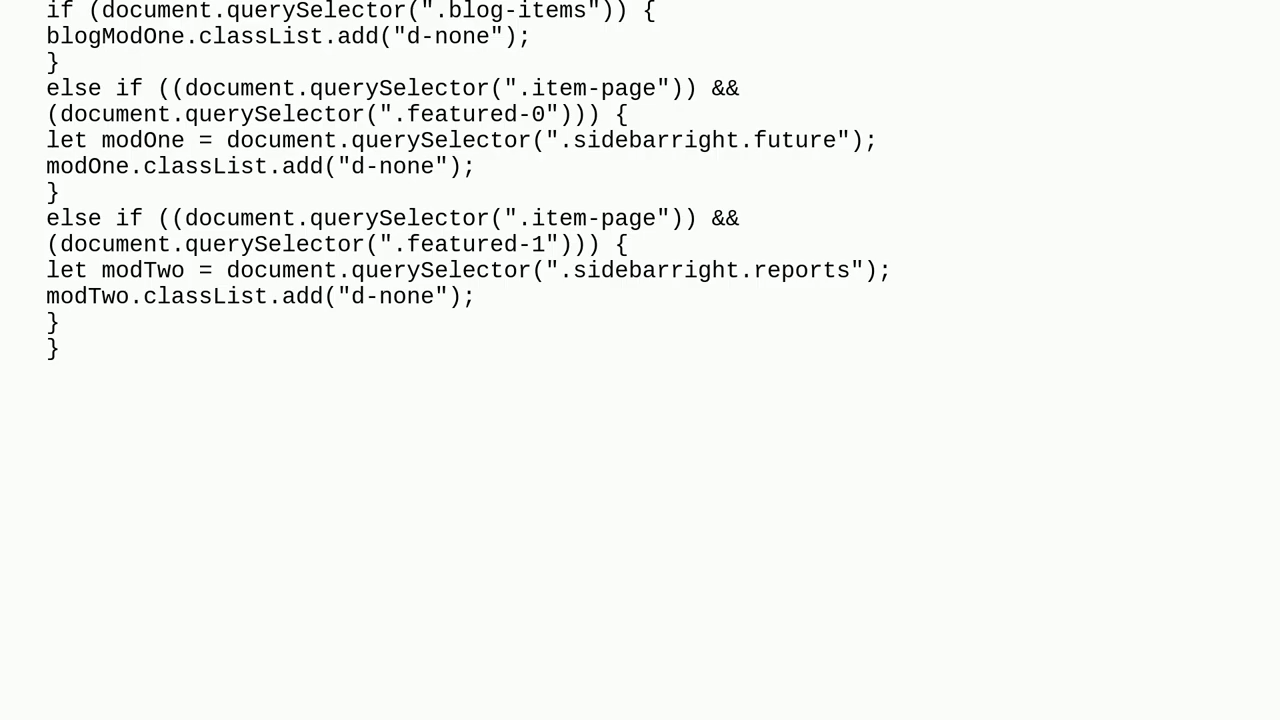 if (document.querySelector(".blog-items")) {
blogModOne.classList.add("d-none");
}
else if ((document.querySelector(".item-page")) &&
(document.querySelector(".featured-0"))) {
let modOne = document.querySelector(".sidebarright.future");
modOne.classList.add("d-none");
}
else if ((document.querySelector(".item-page")) &&
(document.querySelector(".featured-1"))) {
let modTwo = document.querySelector(".sidebarright.reports");
modTwo.classList.add("d-none");
}
}